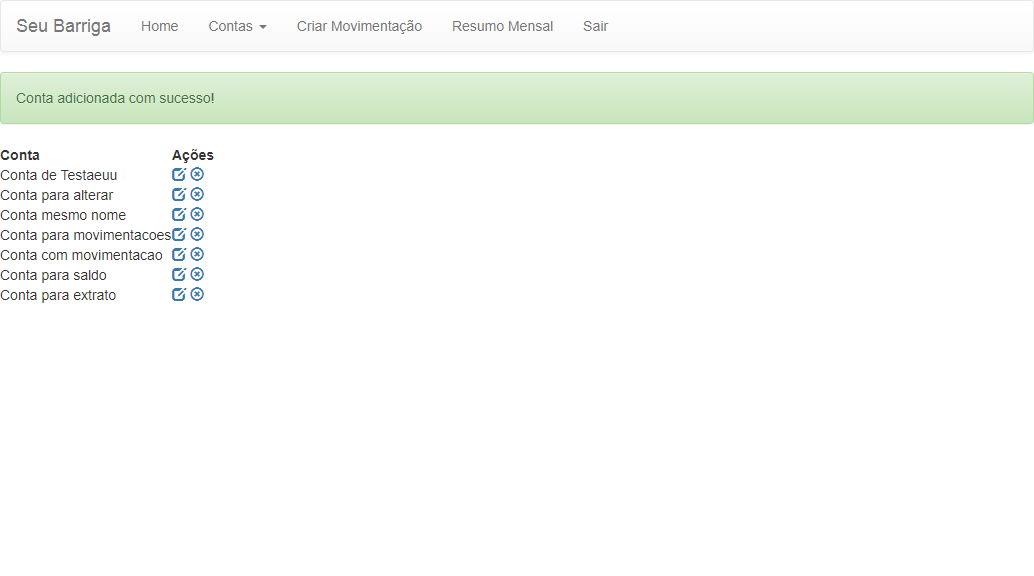 Seu Barriga Home Contas Criar Movimentação Resumo Mensal Sair
Conta adicionada com sucesso!
Conta Ações
Conta de Testaeuu
Conta para alterar
Conta mesmo nome
Conta para movimentacoes
Conta com movimentacao
Conta para saldo
Conta para extrato